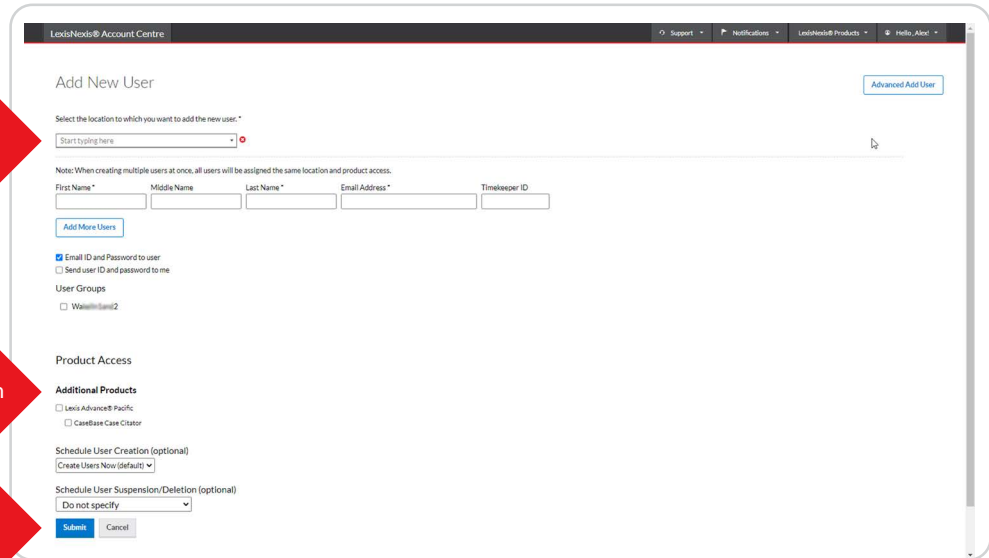 LexisNexis® Account Centre
Support
Notifications
LexisNexis® Products
Hello, Alex!
Add New User
Advanced Add User
Select the location to which you want to add the new user. *
Start typing here
Note: When creating multiple users at once, all users will be assigned the same location and product access.
First Name * Middle Name Last Name * Email Address * Timekeeper ID
Add More Users
Email ID and Password to user
Send user ID and password to me
User Groups
Product Access
Additional Products
Lexis Advance® Pacific
CaseBase Case Citator
Schedule User Creation (optional)
Create Users Now (default)
Schedule User Suspension/Deletion (optional)
Do not specify
Submit Cancel